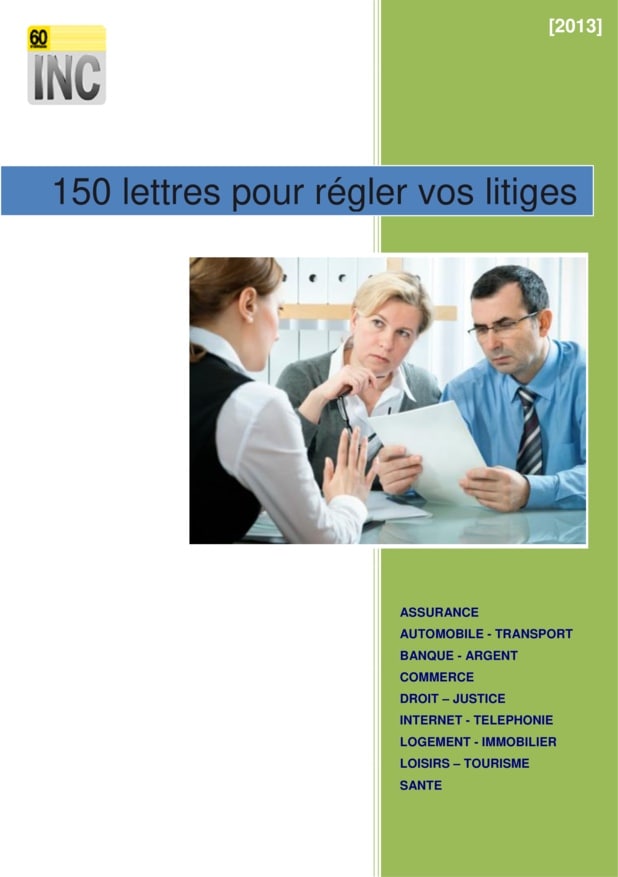 [2013]
60
INC
150 lettres pour régler vos litiges
ASSURANCE
AUTOMOBILE - TRANSPORT
BANQUE - ARGENT
COMMERCE
DROIT – JUSTICE
INTERNET - TELEPHONIE
LOGEMENT - IMMOBILIER
LOISIRS – TOURISME
SANTE